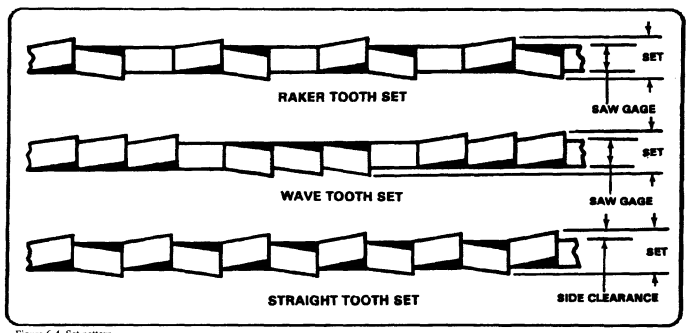 SET
RAKER TOOTH SET
SAW GAGE
SET
WAVE TOOTH SET
SAW GAGE
SET
STRAIGHT TOOTH SET
SIDE CLEARANCE